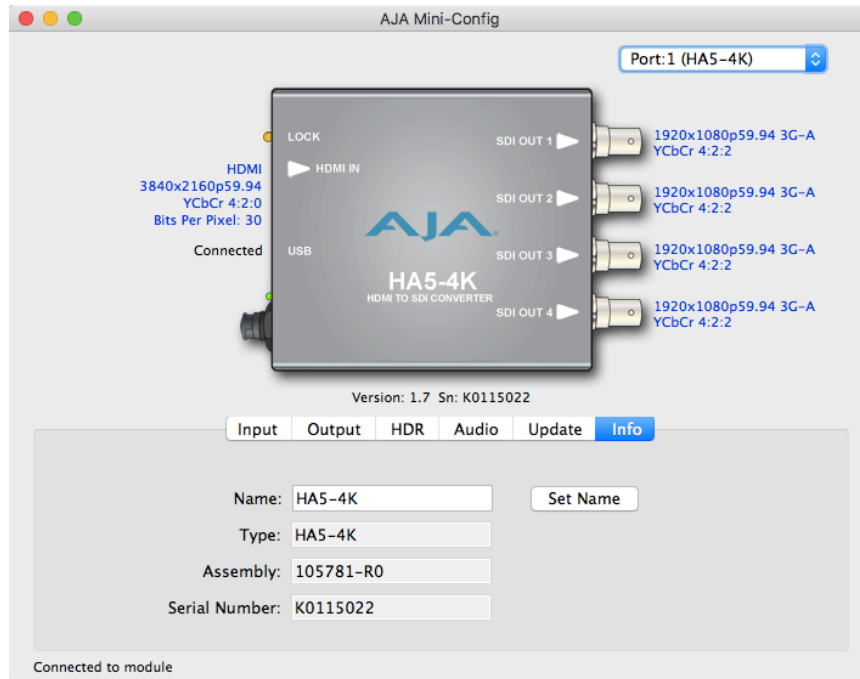 AJA Mini-Config
Port:1 (HA5-4K)
LOCK
HDMI IN
USB
HDMI
3840x2160p59.94
YCbCr 4:2:0
Bits Per Pixel: 30
Connected
AJA
HA5-4K
HDMI TO SDI CONVERTER
SDI OUT 1
SDI OUT 2
SDI OUT 3
SDI OUT 4
1920x1080p59.94 3G-A
YCbCr 4:2:2
1920x1080p59.94 3G-A
YCbCr 4:2:2
1920x1080p59.94 3G-A
YCbCr 4:2:2
1920x1080p59.94 3G-A
YCbCr 4:2:2
Version: 1.7 Sn: K0115022
Input Output HDR Audio Update Info
Name: HA5-4K Set Name
Type: HA5-4K
Assembly: 105781-R0
Serial Number: K0115022
Connected to module